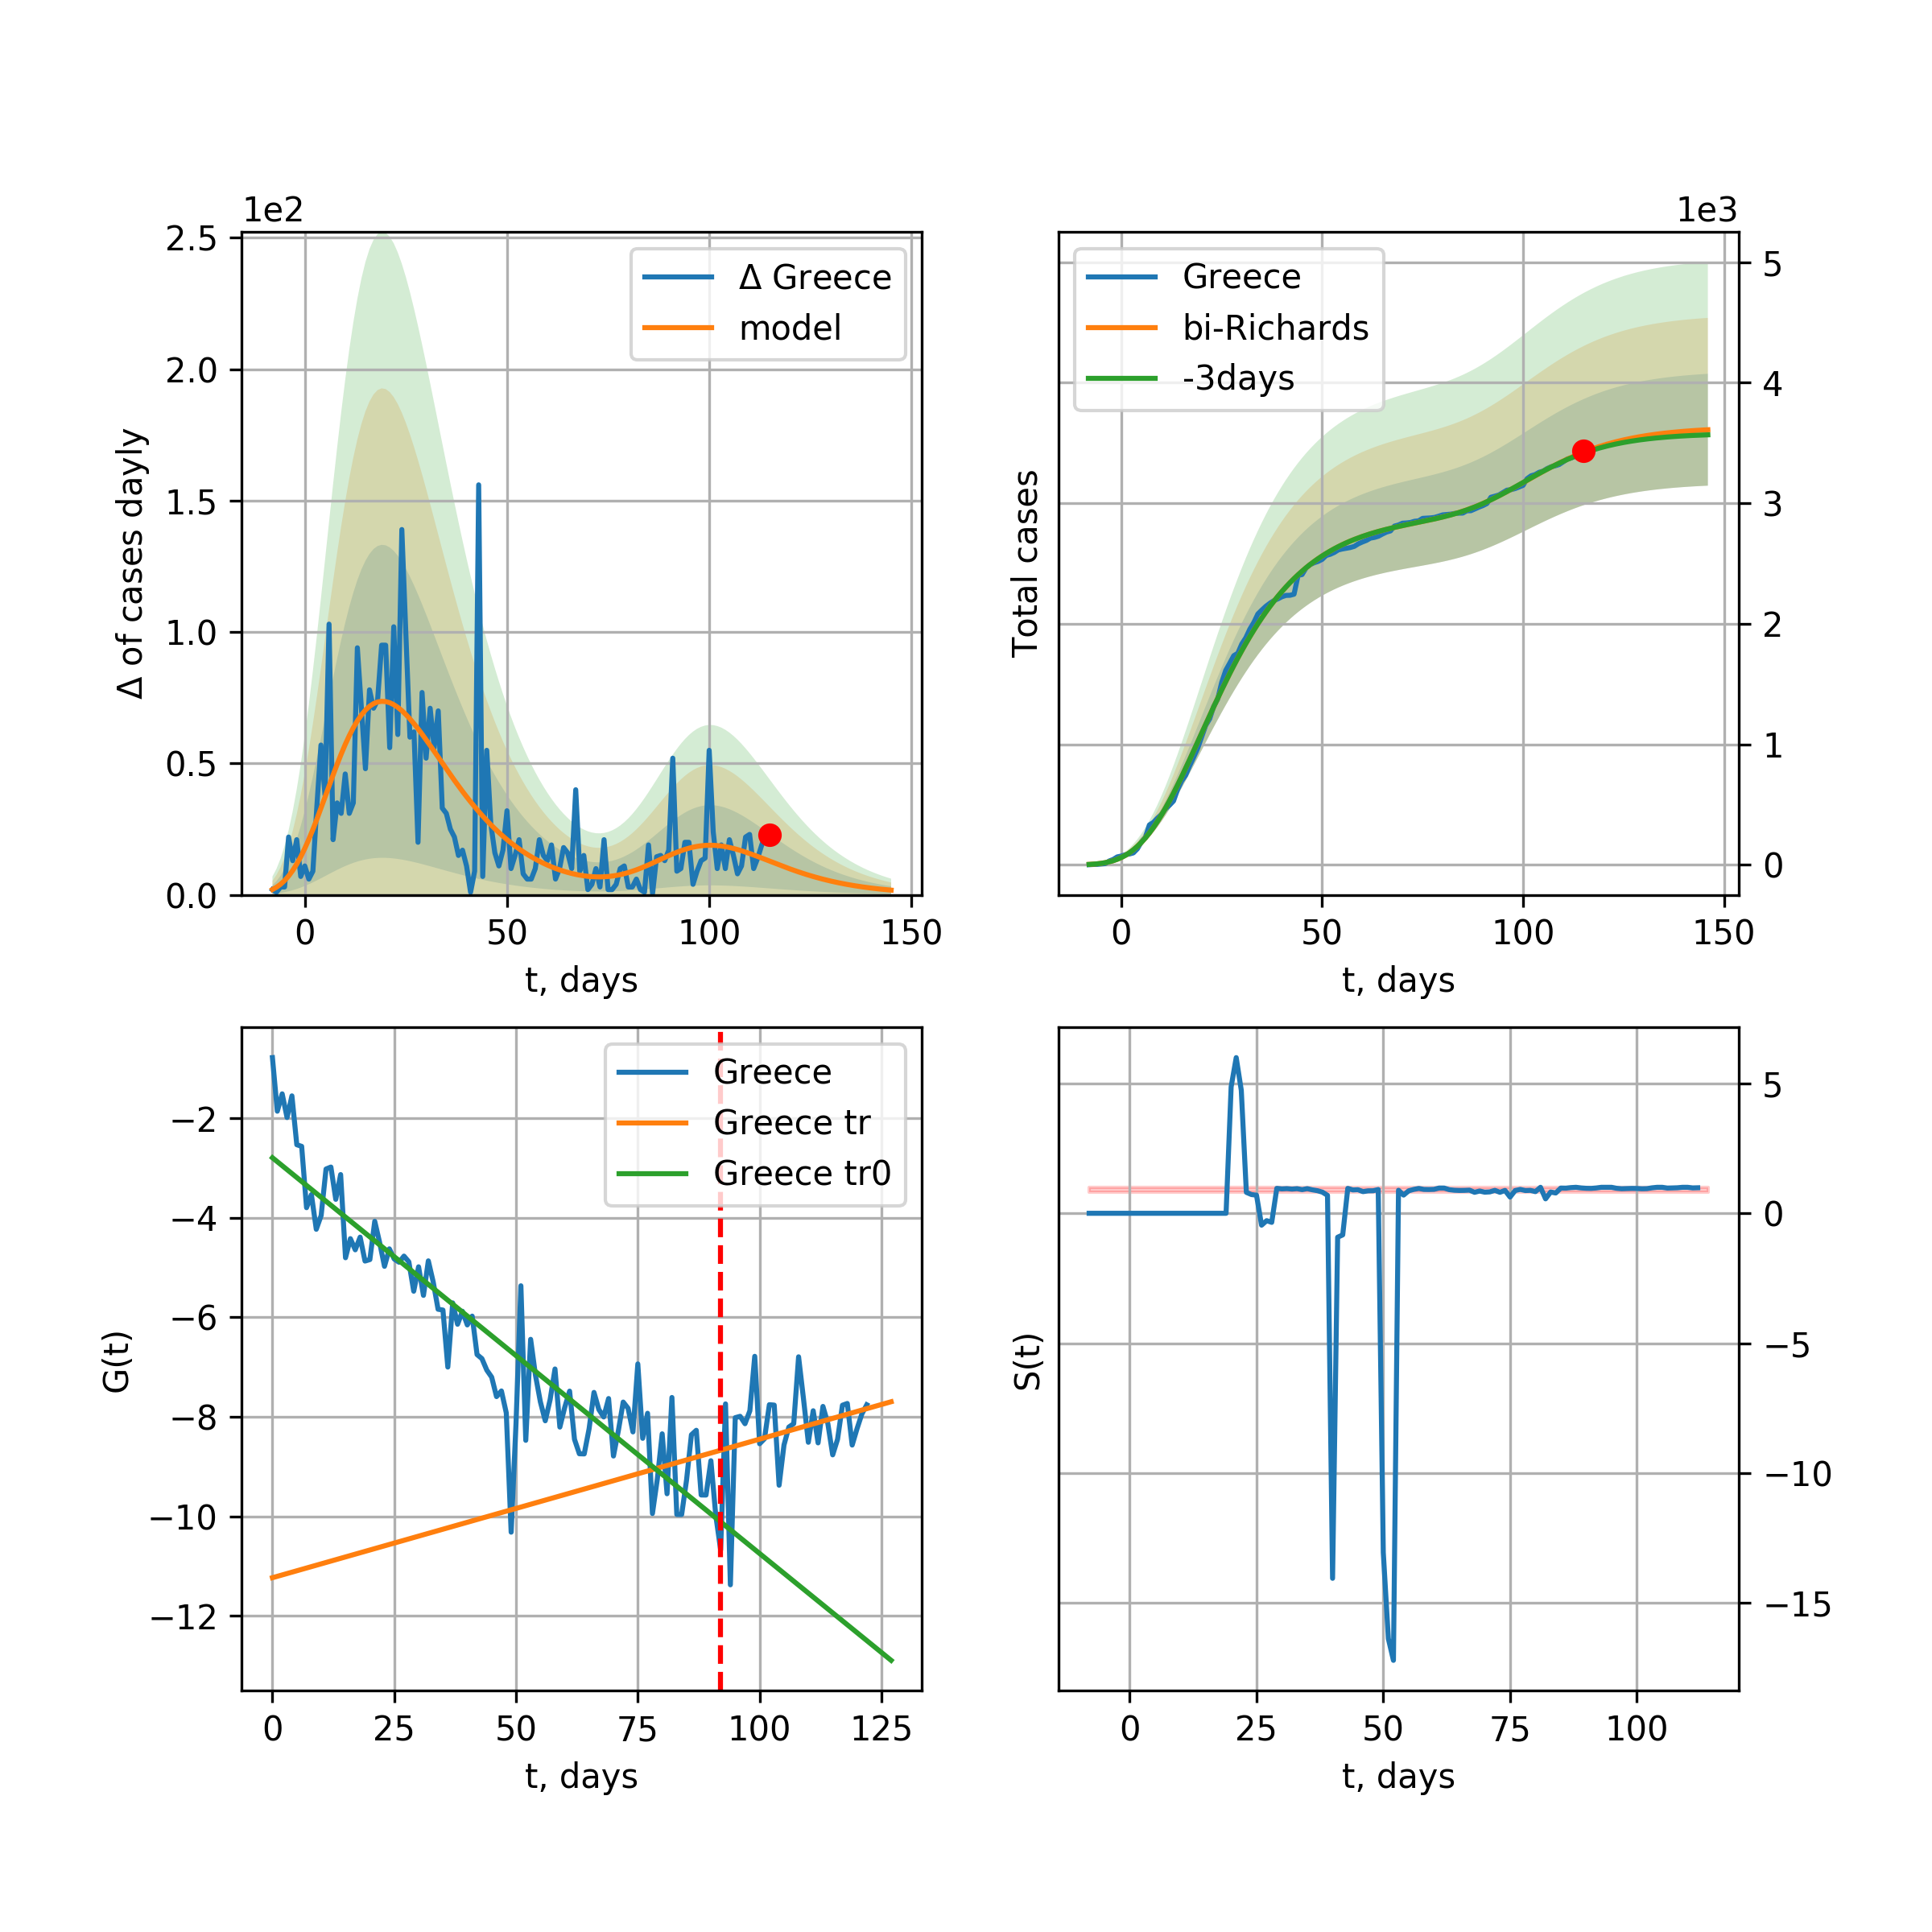 1e2
2.5
2.0
1.5
1.0
0.5
0.0
Δ of cases dayly
Δ Greece
model
0 50 100 150
t, days
1e3
5
4
3
2
1
0
Total cases
Greece
bi-Richards
-3days
0 50 100 150
t, days
−2
−4
−6
−8
−10
−12
G(t)
Greece
Greece tr
Greece tr0
0 25 50 75 100 125
t, days
5
0
−5
−10
−15
S(t)
0 25 50 75 100
t, days